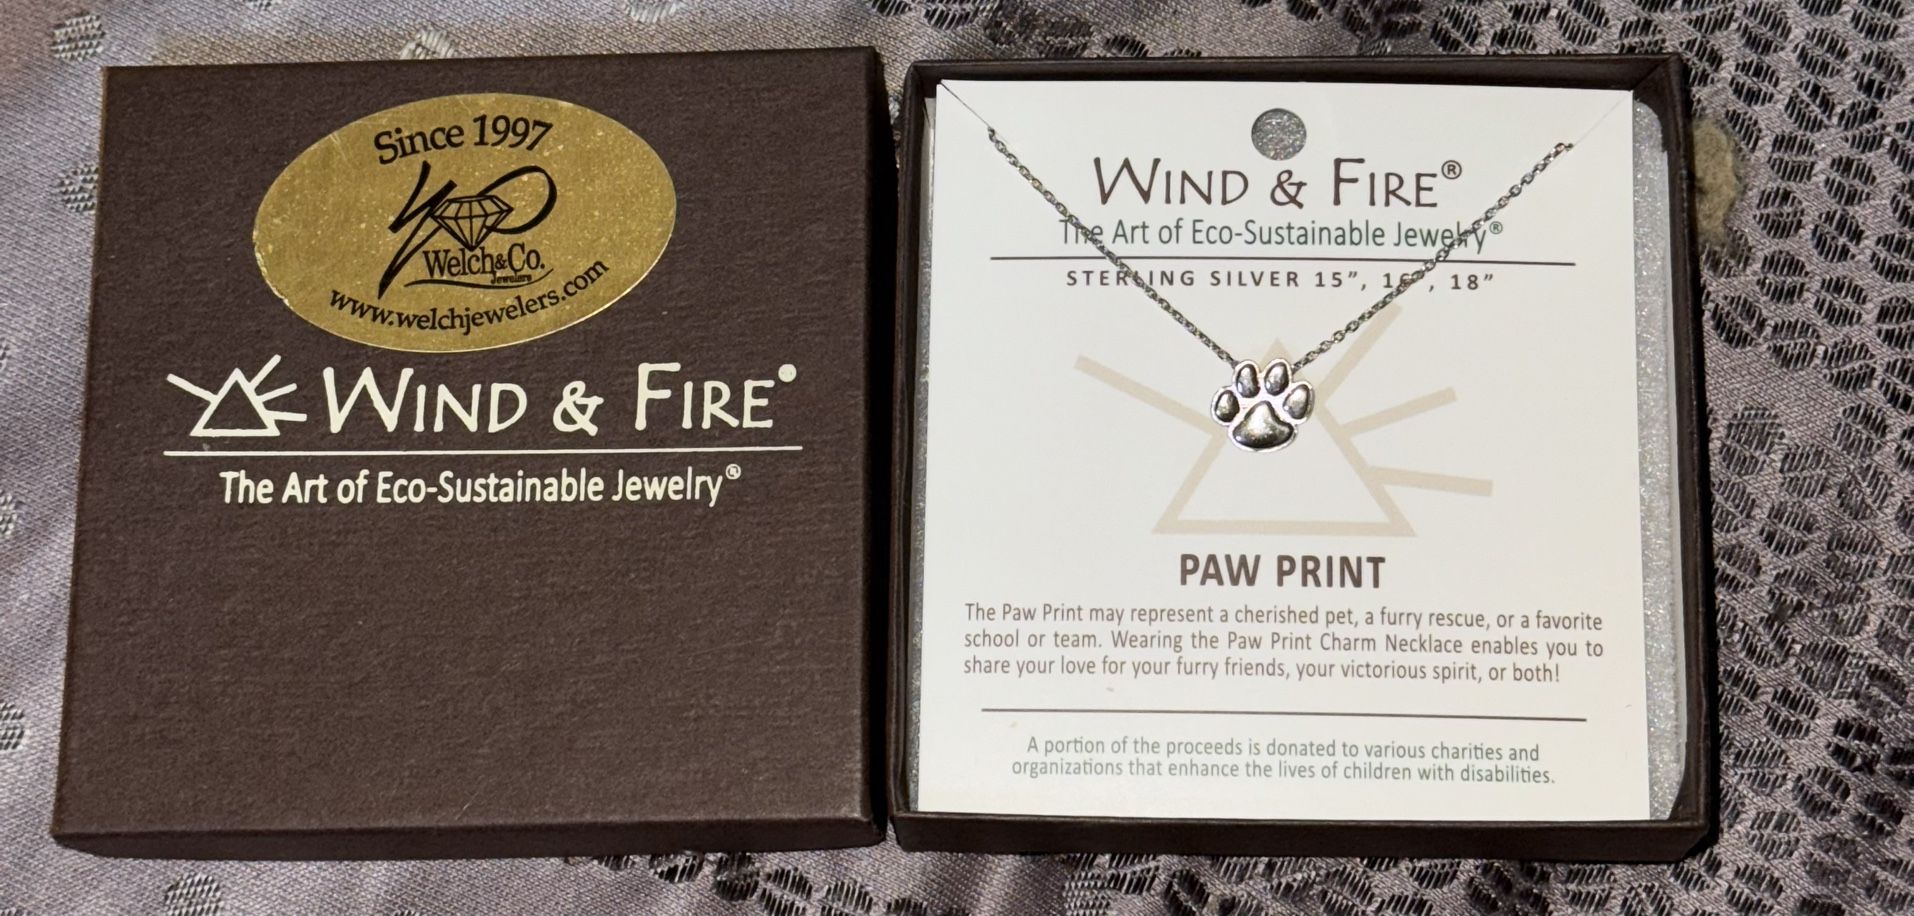 Since 1997
Welch&Co.
Jewelers
www.welchjewelers.com
WIND & FIRE
The Art of Eco-Sustainable Jewelry®
WIND & FIRE®
The Art of Eco-Sustainable Jewelry®
STERLING SILVER 15”, 16”, 18”
PAW PRINT
The Paw Print may represent a cherished pet, a furry rescue, or a favorite
school or team. Wearing the Paw Print Charm Necklace enables you to
share your love for your furry friends, your victorious spirit, or both!
A portion of the proceeds is donated to various charities and
organizations that enhance the lives of children with disabilities.